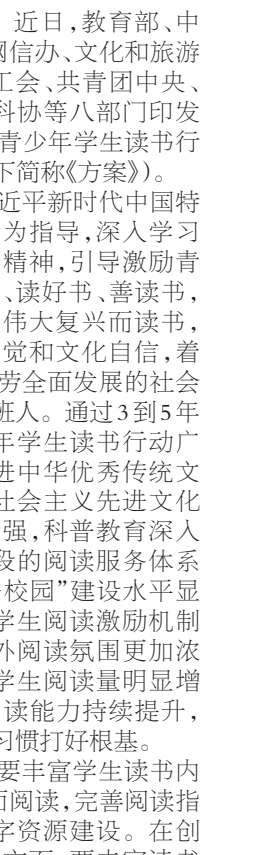 近日,教育部、中
网信办、文化和旅游
工会、共青团中央、
科协等八部门印发
青少年学生读书行
下简称《方案》)。
近平新时代中国特
为指导,深入学习
精神,引导激励青
、读好书、善读书,
伟大复兴而读书,
觉和文化自信,着
劳全面发展的社会
班人。通过3到5年
年学生读书行动广
进中华优秀传统文
社会主义先进文化
强,科普教育深入
段的阅读服务体系
校园”建设水平显
学生阅读激励机制
外阅读氛围更加浓
学生阅读量明显增
读能力持续提升,
习惯打好根基。
要丰富学生读书内
面阅读,完善阅读指
字资源建设。在创